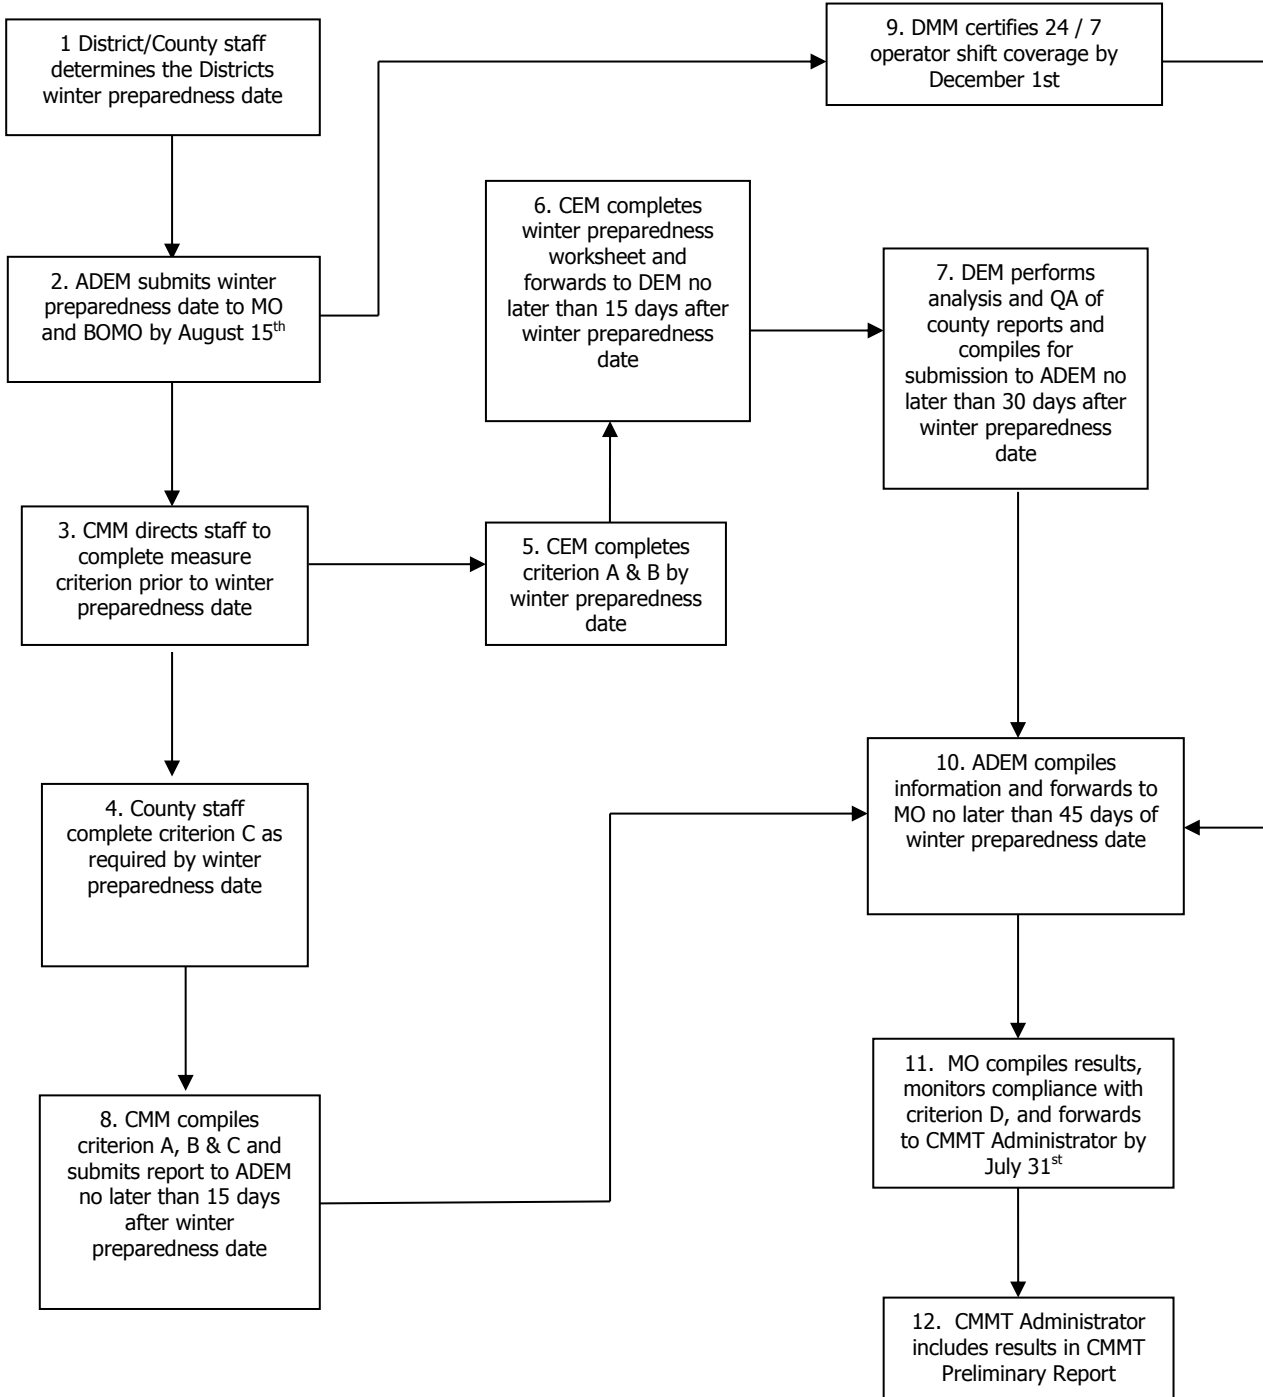 1 District/County staff
determines the Districts
winter preparedness date
2. ADEM submits winter
preparedness date to MO
and BOMO by August 15th
3. CMM directs staff to
complete measure
criterion prior to winter
preparedness date
4. County staff
complete criterion C as
required by winter
preparedness date
5. CEM completes
criterion A & B by
winter preparedness
date
6. CEM completes
winter preparedness
worksheet and
forwards to DEM no
later than 15 days after
winter preparedness
date
7. DEM performs
analysis and QA of
county reports and
compiles for
submission to ADEM no
later than 30 days after
winter preparedness
date
8. CMM compiles
criterion A, B & C and
submits report to ADEM
no later than 15 days
after winter
preparedness date
9. DMM certifies 24 / 7
operator shift coverage by
December 1st
10. ADEM compiles
information and forwards to
MO no later than 45 days of
winter preparedness date
11. MO compiles results,
monitors compliance with
criterion D, and forwards
to CMMT Administrator by
July 31st
12. CMMT Administrator
includes results in CMMT
Preliminary Report